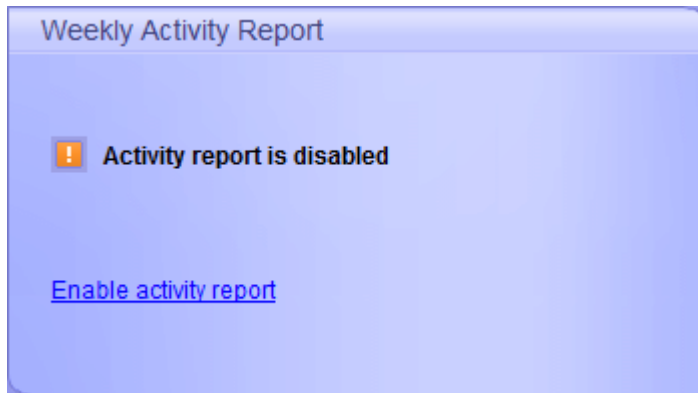 Weekly Activity Report
! Activity report is disabled
Enable activity report